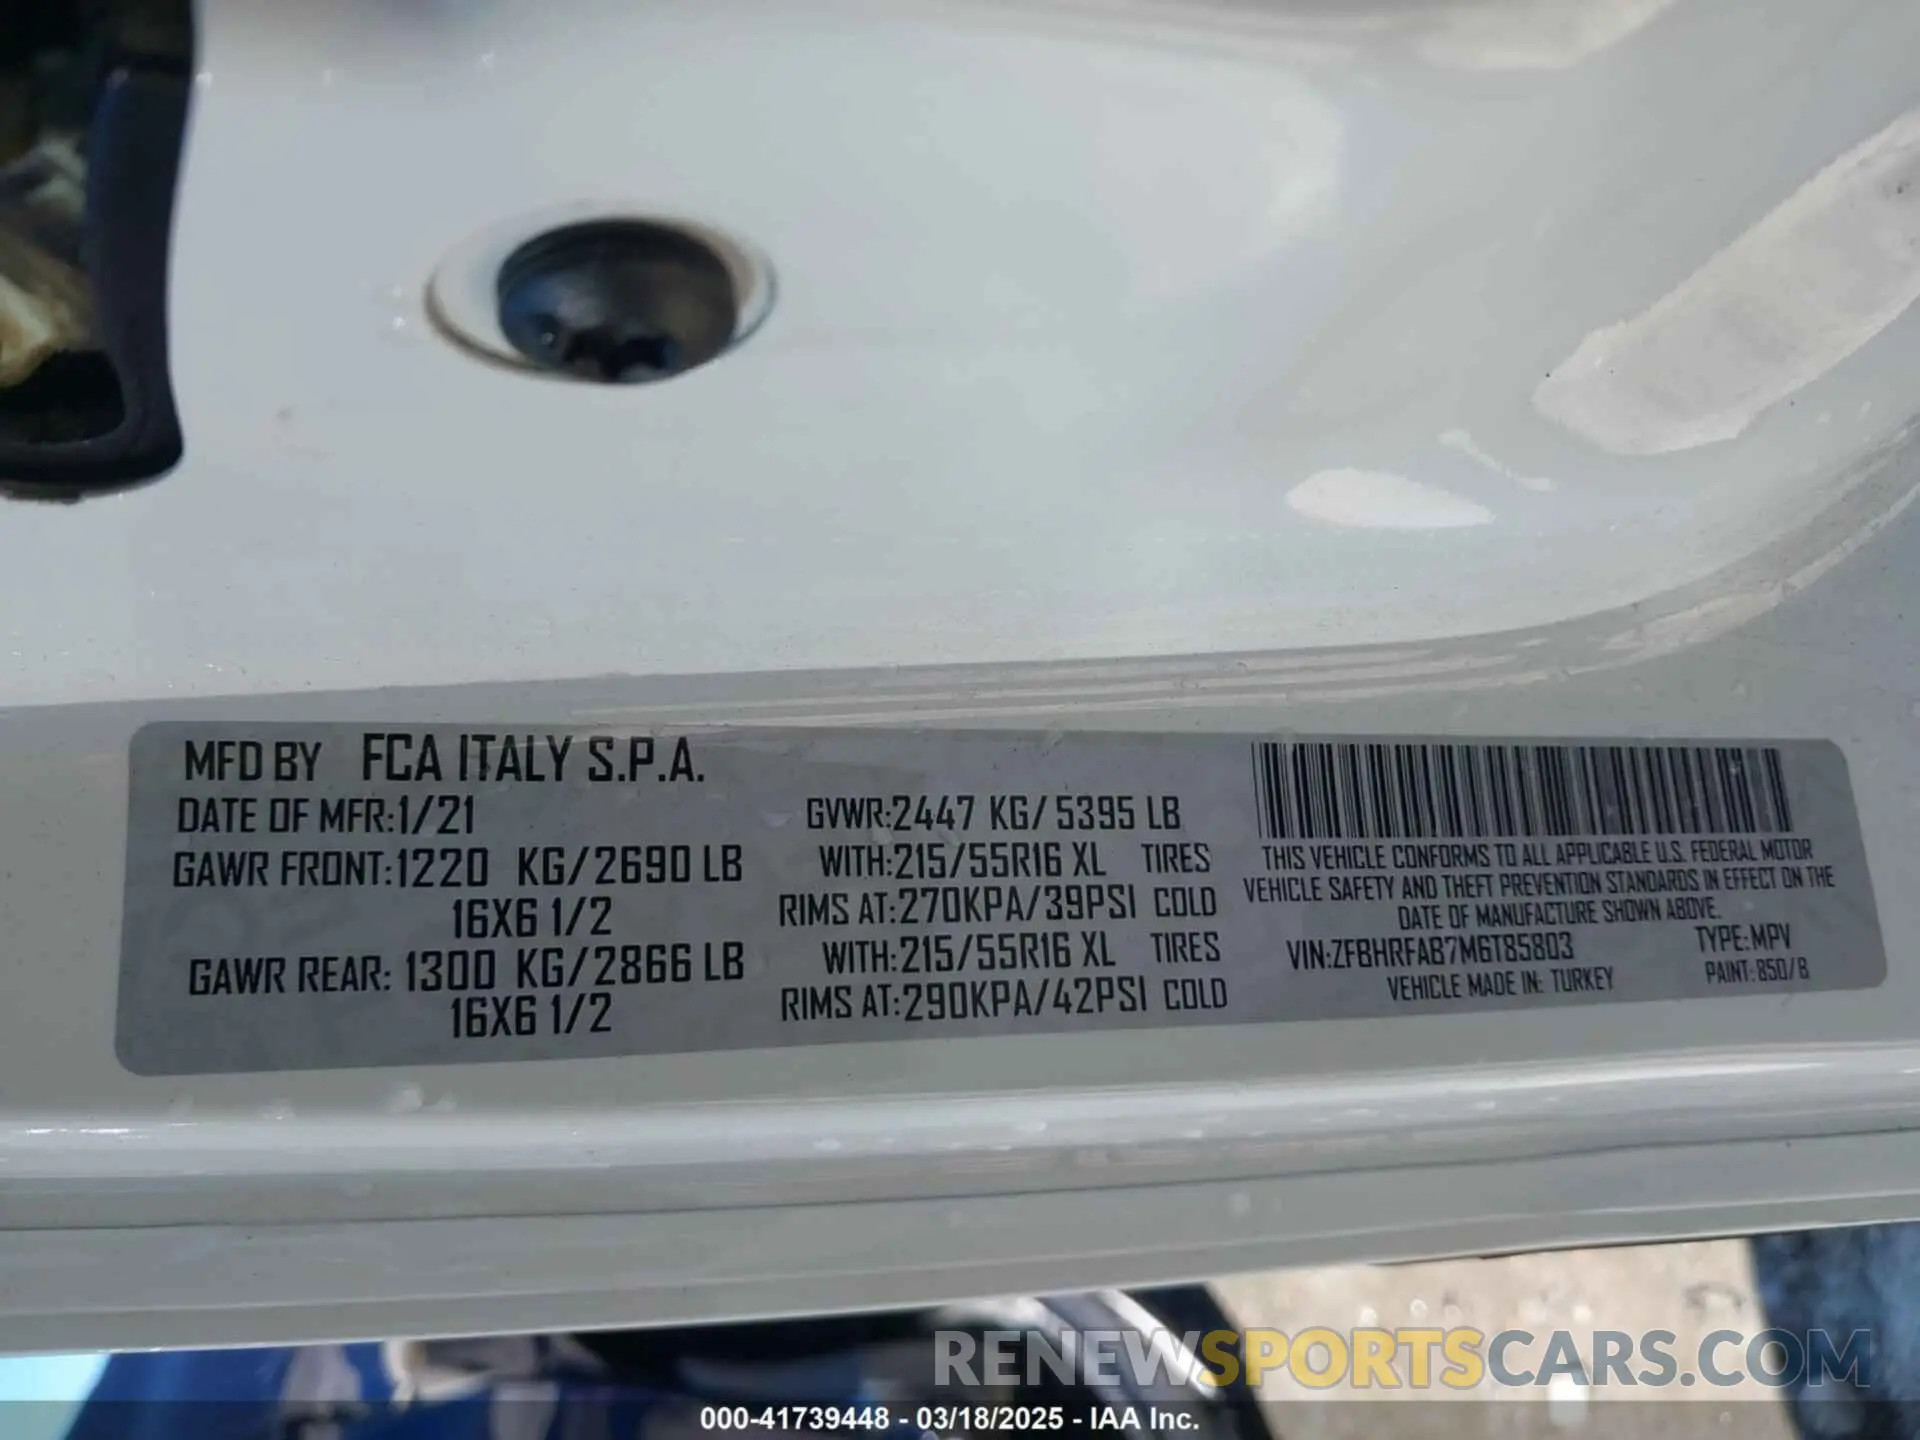 MFD BY FCA ITALY S.P.A.
DATE OF MFR:1/21
GAWR FRONT:1220 KG/2690 LB
16X6 1/2
GAWR REAR: 1300 KG/2866 LB
16X6 1/2
GVWR:2447 KG/5395 LB
WITH:215/55R16 XL TIRES
RIMS AT:270KPA/39PSI COLD
WITH:215/55R16 XL TIRES
RIMS AT:290KPA/42PSI COLD
THIS VEHICLE CONFORMS TO ALL APPLICABLE U.S. FEDERAL MOTOR
VEHICLE SAFETY AND THEFT PREVENTION STANDARDS IN EFFECT ON THE
DATE OF MANUFACTURE SHOWN ABOVE.
VIN:ZFBHRFAB7M6T85803 TYPE:MPV
VEHICLE MADE IN: TURKEY PAINT:850/B
RENEWSPORTSCARS.COM
000-41739448 - 03/18/2025 - IAA Inc.